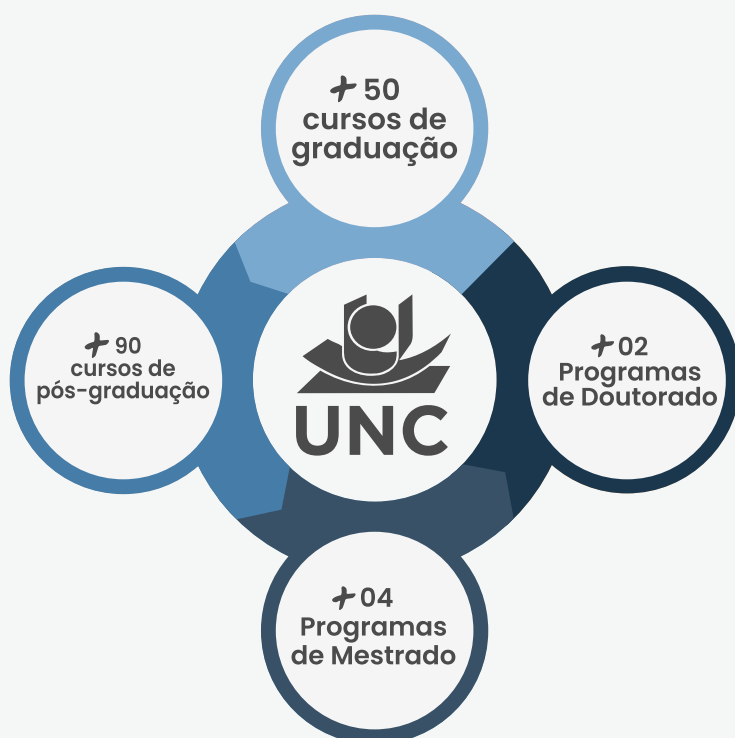 + 50
cursos de
graduação
+ 90
cursos de
pós-graduação
UNC
+ 02
Programas
de Doutorado
+ 04
Programas
de Mestrado